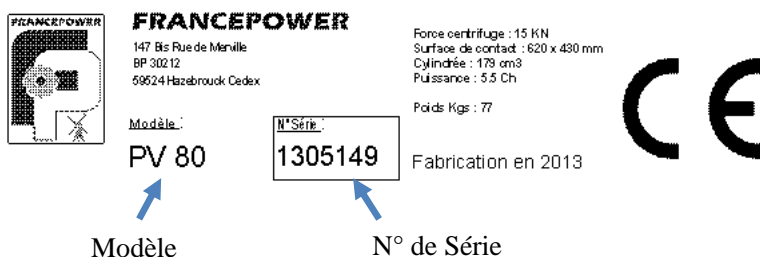 FRANCEPOWER
FRANCEPOWER
147 Bis Rue de Merville
BP 30212
59524 Hazebrouck Cedex
Force centrifuge : 15 KN
Surface de contact : 620 x 430 mm
Cylindrée : 179 cm3
Puissance : 5.5 Ch
Poids Kgs : 77
Modèle :
PV 80
N°Série :
1305149
Fabrication en 2013
CE
Modèle
N° de Série